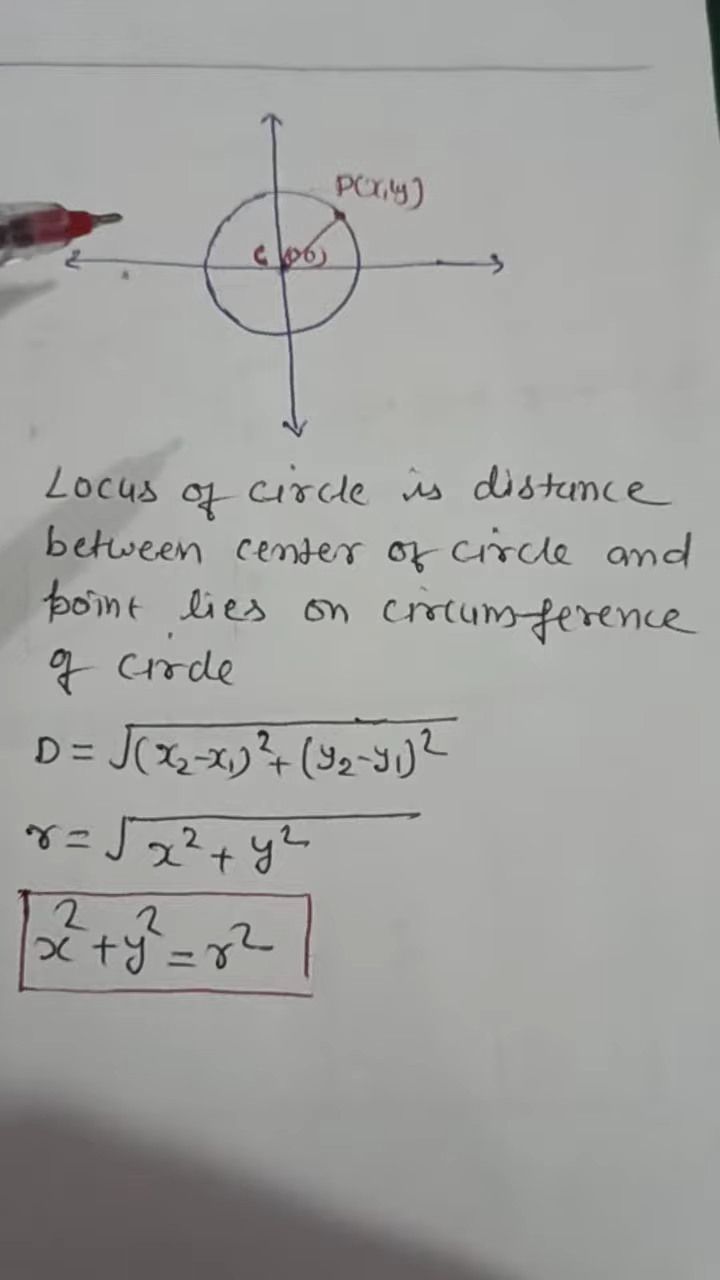 P(x,y)
C (0,0)
Locus of circle is distance
between center of circle and
point lies on circumference
of circle
D = √(x₂-x₁)²+(y₂-y₁)²
r = √x²+y²
x²+y²=r²